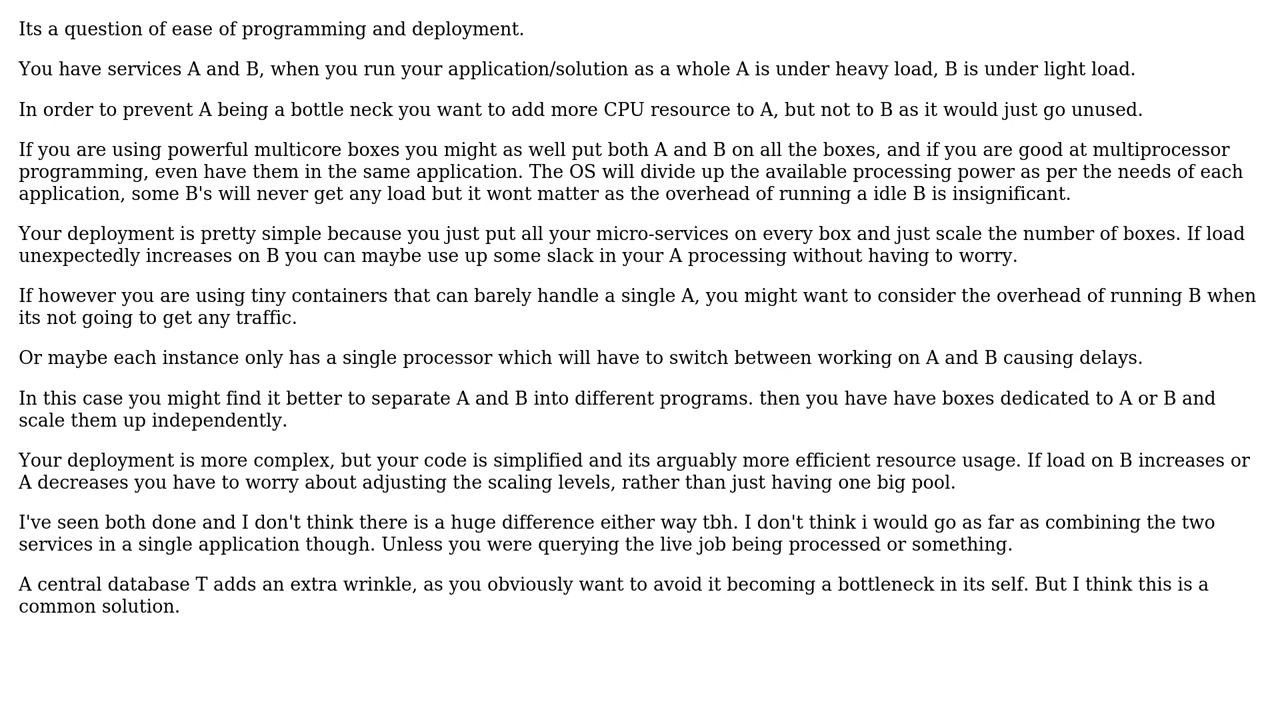 Its a question of ease of programming and deployment.
You have services A and B, when you run your application/solution as a whole A is under heavy load, B is under light load.
In order to prevent A being a bottle neck you want to add more CPU resource to A, but not to B as it would just go unused.
If you are using powerful multicore boxes you might as well put both A and B on all the boxes, and if you are good at multiprocessor
programming, even have them in the same application. The OS will divide up the available processing power as per the needs of each
application, some B's will never get any load but it wont matter as the overhead of running a idle B is insignificant.
Your deployment is pretty simple because you just put all your micro-services on every box and just scale the number of boxes. If load
unexpectedly increases on B you can maybe use up some slack in your A processing without having to worry.
If however you are using tiny containers that can barely handle a single A, you might want to consider the overhead of running B when
its not going to get any traffic.
Or maybe each instance only has a single processor which will have to switch between working on A and B causing delays.
In this case you might find it better to separate A and B into different programs. then you have have boxes dedicated to A or B and
scale them up independently.
Your deployment is more complex, but your code is simplified and its arguably more efficient resource usage. If load on B increases or
A decreases you have to worry about adjusting the scaling levels, rather than just having one big pool.
I've seen both done and I don't think there is a huge difference either way tbh. I don't think i would go as far as combining the two
services in a single application though. Unless you were querying the live job being processed or something.
A central database T adds an extra wrinkle, as you obviously want to avoid it becoming a bottleneck in its self. But I think this is a
common solution.